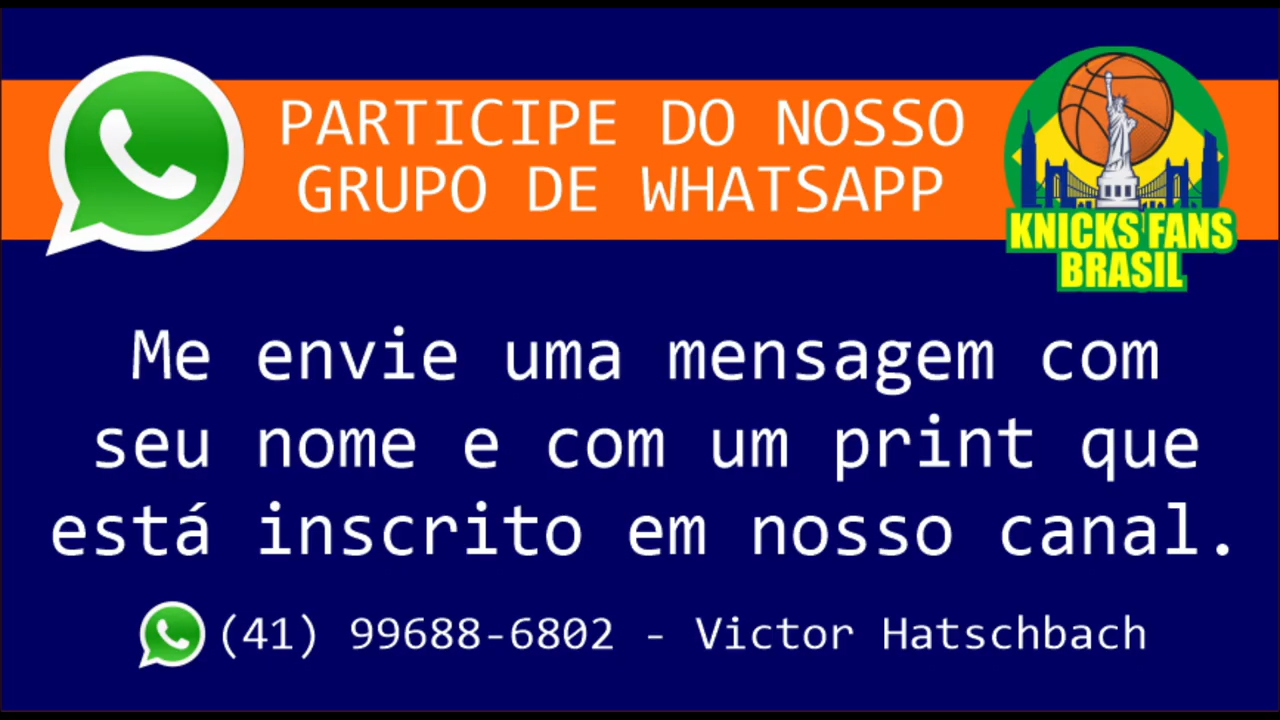 PARTICIPE DO NOSSO
GRUPO DE WHATSAPP
KNICKS FANS
BRASIL
Me envie uma mensagem com
seu nome e com um print que
está inscrito em nosso canal.
(41) 99688-6802 - Victor Hatschbach